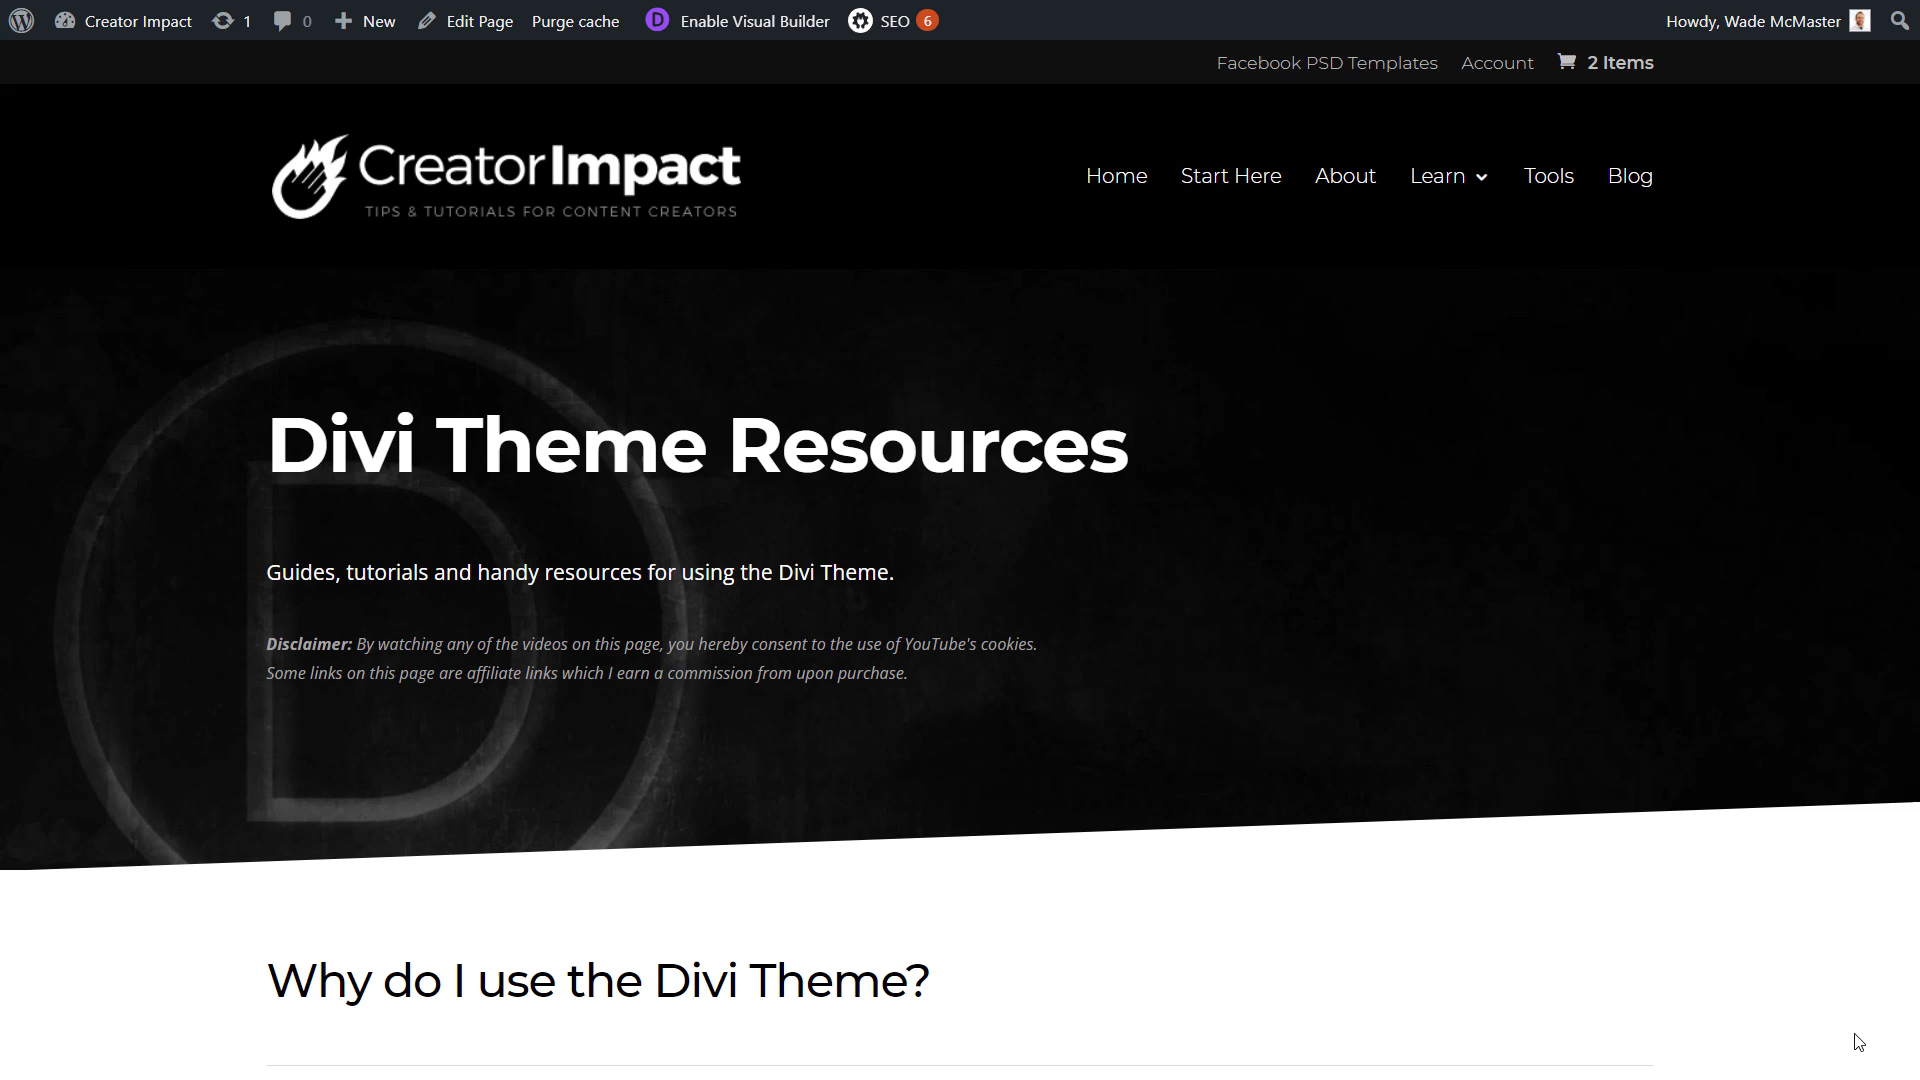 Creator Impact 1 0 New Edit Page Purge cache D Enable Visual Builder SEO 6 Howdy, Wade McMaster
Facebook PSD Templates Account 2 Items
CreatorImpact
TIPS & TUTORIALS FOR CONTENT CREATORS
Home Start Here About Learn Tools Blog
D
Divi Theme Resources
Guides, tutorials and handy resources for using the Divi Theme.
Disclaimer: By watching any of the videos on this page, you hereby consent to the use of YouTube's cookies.
Some links on this page are affiliate links which I earn a commission from upon purchase.
Why do I use the Divi Theme?